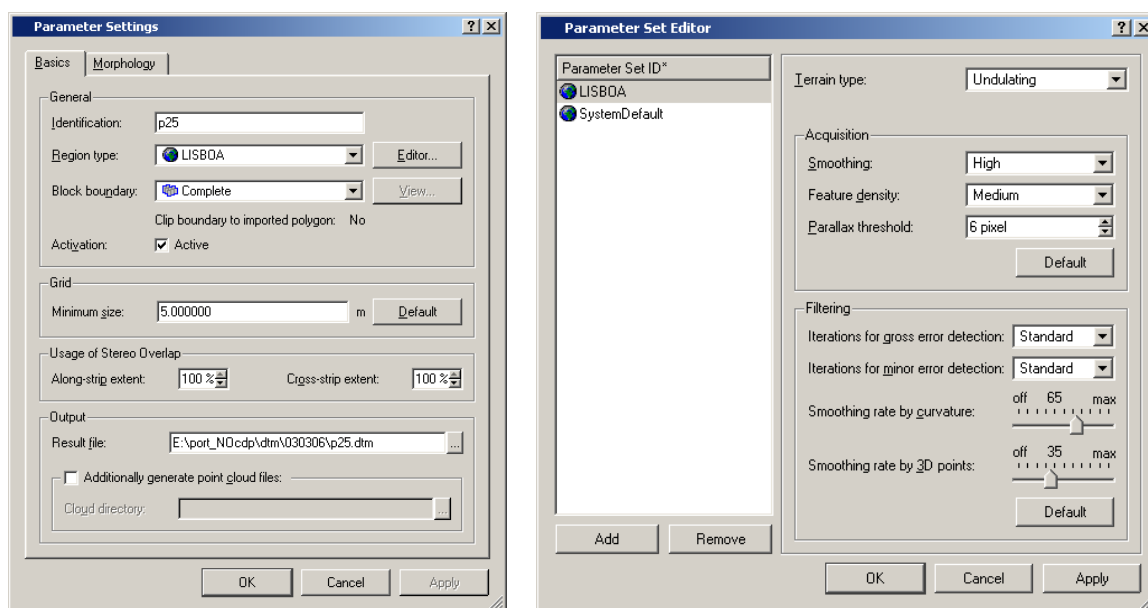 Parameter Settings
Basics
Morphology
General
Identification:
p25
Region type:
LISBOA
Editor...
Block boundary:
Complete
View...
Clip boundary to imported polygon: No
Activation:
Active
Grid
Minimum size:
5.000000
m
Default
Usage of Stereo Overlap
Along-strip extent:
100 %
Cross-strip extent:
100 %
Output
Result file:
E:\port_NOcdp\dtm\030306\p25.dtm
...
Additionally generate point cloud files:
Cloud directory:
...
OK
Cancel
Apply
Parameter Set Editor
Parameter Set ID*
LISBOA
SystemDefault
Add
Remove
Terrain type:
Undulating
Acquisition
Smoothing:
High
Feature density:
Medium
Parallax threshold:
6 pixel
Default
Filtering
Iterations for gross error detection:
Standard
Iterations for minor error detection:
Standard
off 65 max
Smoothing rate by curvature:
off 35 max
Smoothing rate by 3D points:
Default
OK
Cancel
Apply